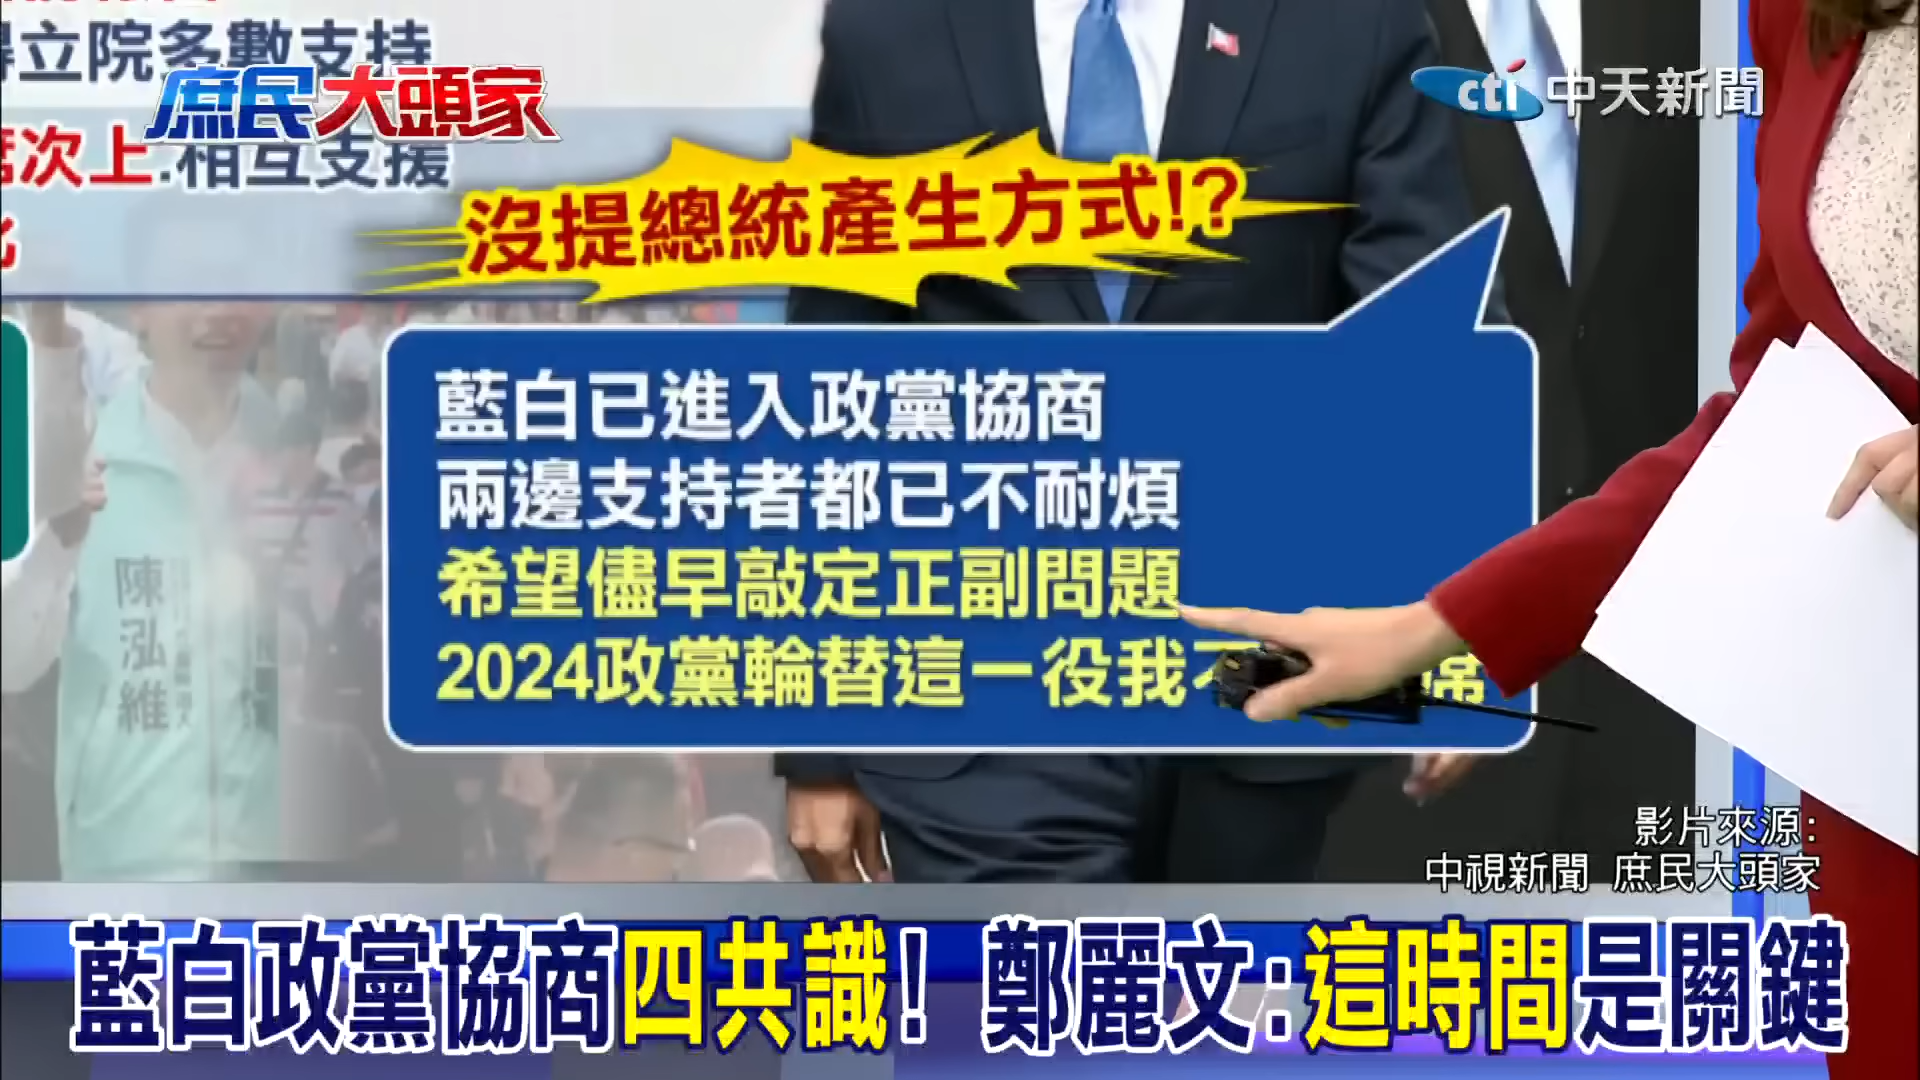 得立院多數支持
庶民大頭家
cti 中天新聞
席次上.相互支援
沒提總統產生方式!?
藍白已進入政黨協商
兩邊支持者都已不耐煩
希望儘早敲定正副問題
2024政黨輪替這一役我不 席
陳泓維
影片來源:
中視新聞 庶民大頭家
藍白政黨協商四共識! 鄭麗文:這時間是關鍵